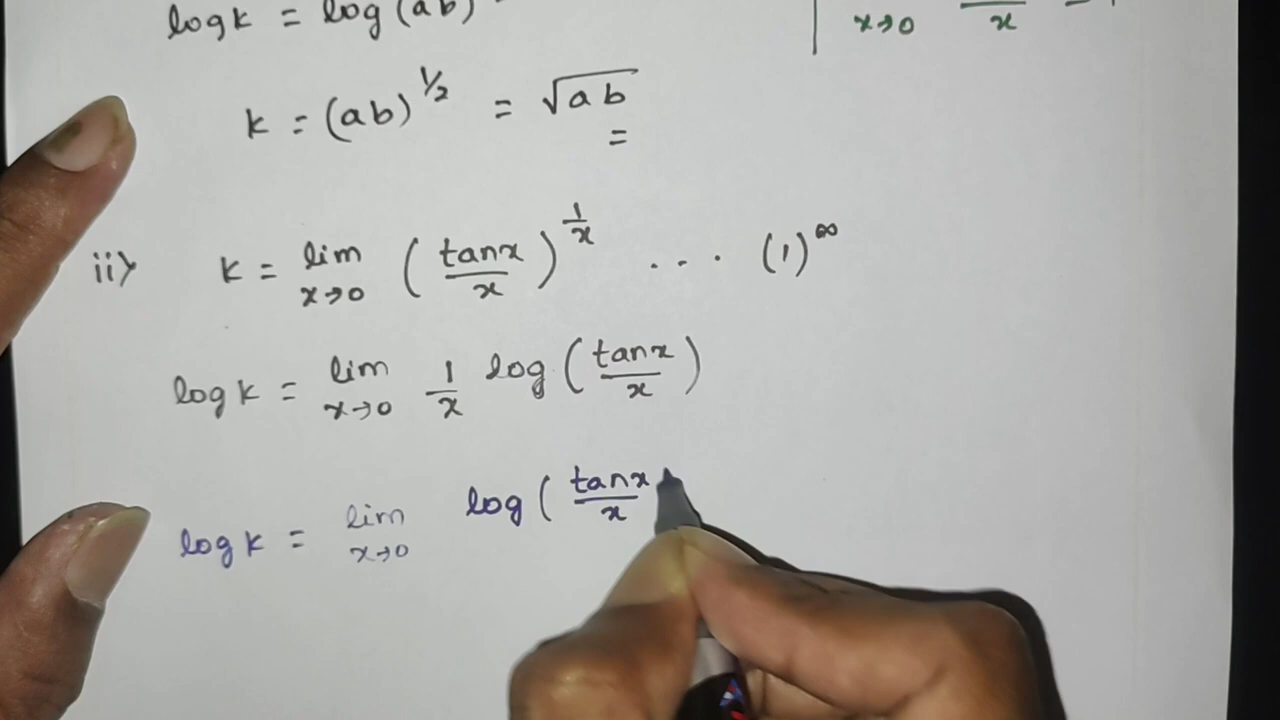 log k = log (ab)
x→0 x
k = (ab)^1/2 = √ab
=
ii) k = lim x→0 (tanx/x)^1/x ... (1)^∞
log k = lim x→0 1/x log (tanx/x)
log k = lim x→0 log (tanx/x